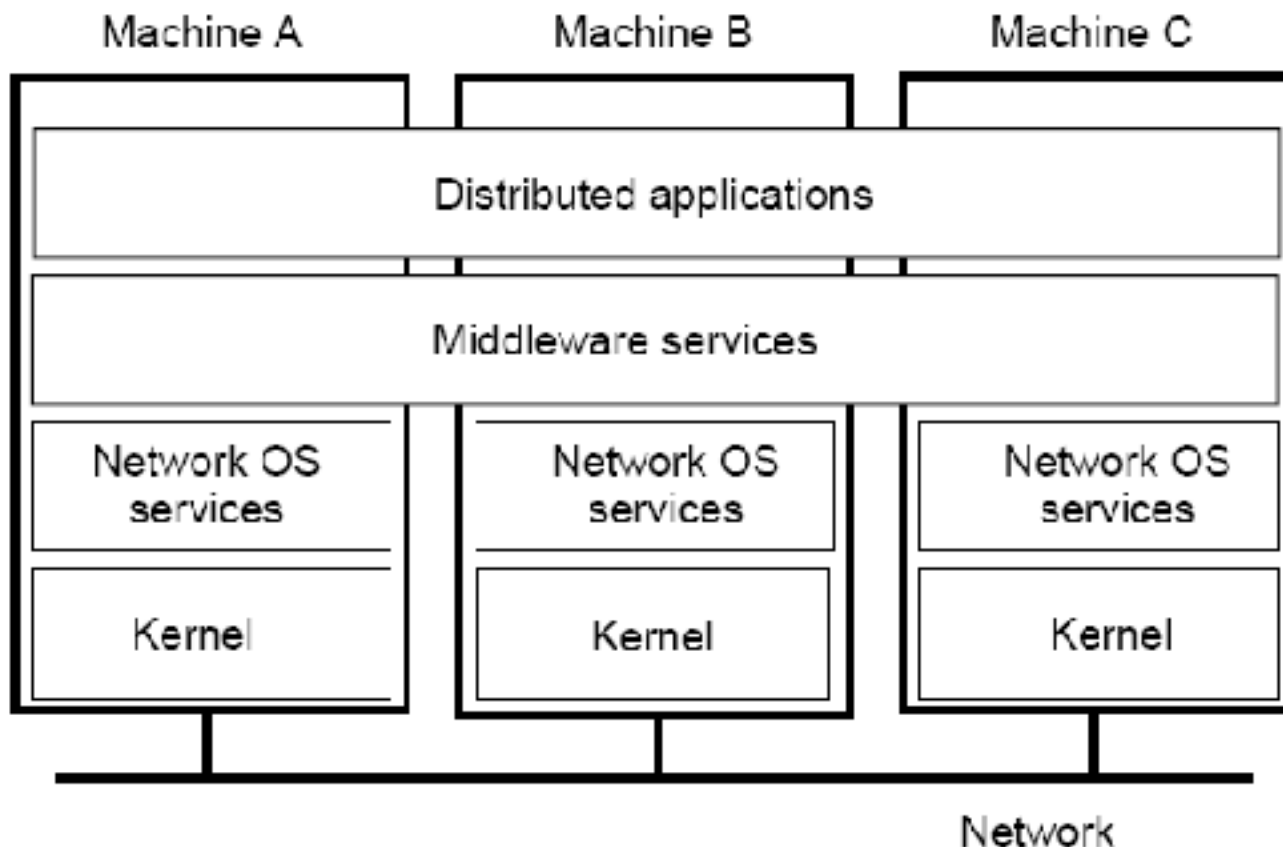 Machine A
Machine B
Machine C
Distributed applications
Middleware services
Network OS
services
Network OS
services
Network OS
services
Kernel
Kernel
Kernel
Network